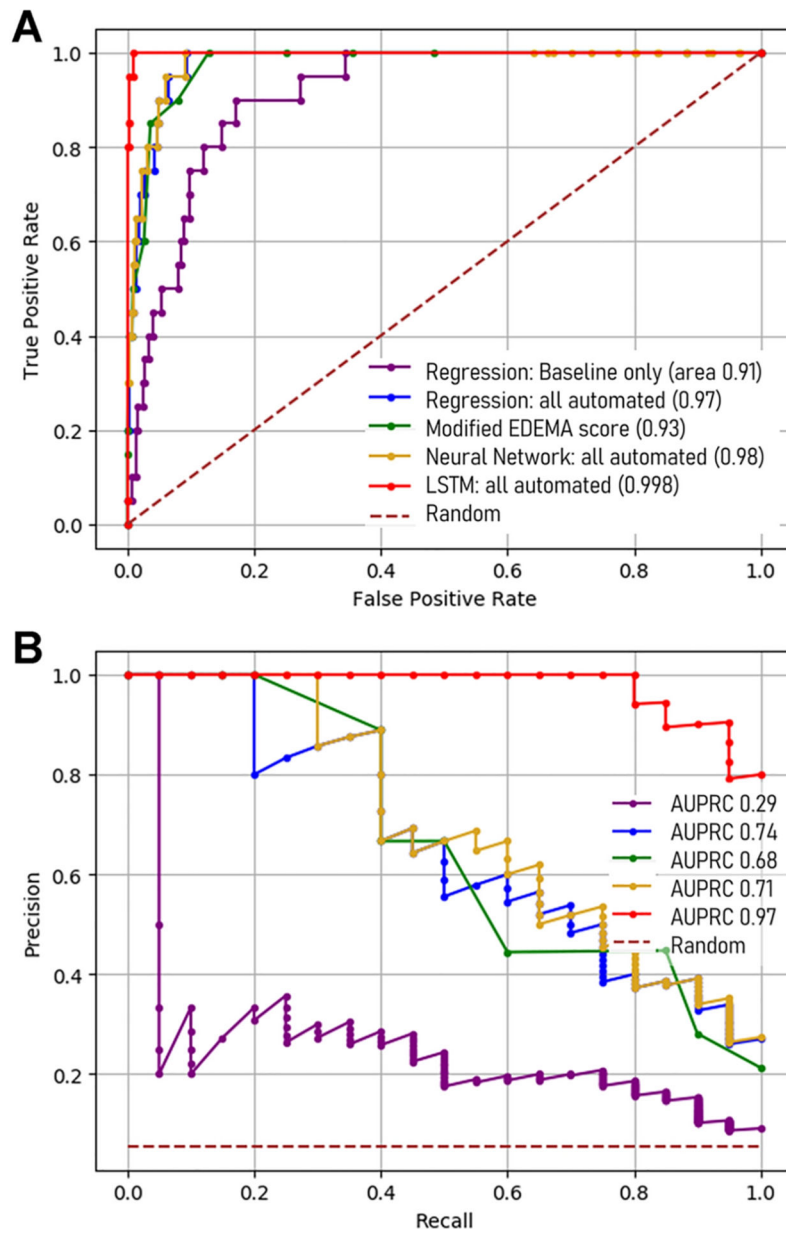 A
1.0
0.8
0.6
0.4
0.2
0.0
True Positive Rate
Regression: Baseline only (area 0.91)
Regression: all automated (0.97)
Modified EDEMA score (0.93)
Neural Network: all automated (0.98)
LSTM: all automated (0.998)
Random
0.0 0.2 0.4 0.6 0.8 1.0
False Positive Rate
B
1.0
0.8
0.6
0.4
0.2
Precision
AUPRC 0.29
AUPRC 0.74
AUPRC 0.68
AUPRC 0.71
AUPRC 0.97
Random
0.0 0.2 0.4 0.6 0.8 1.0
Recall